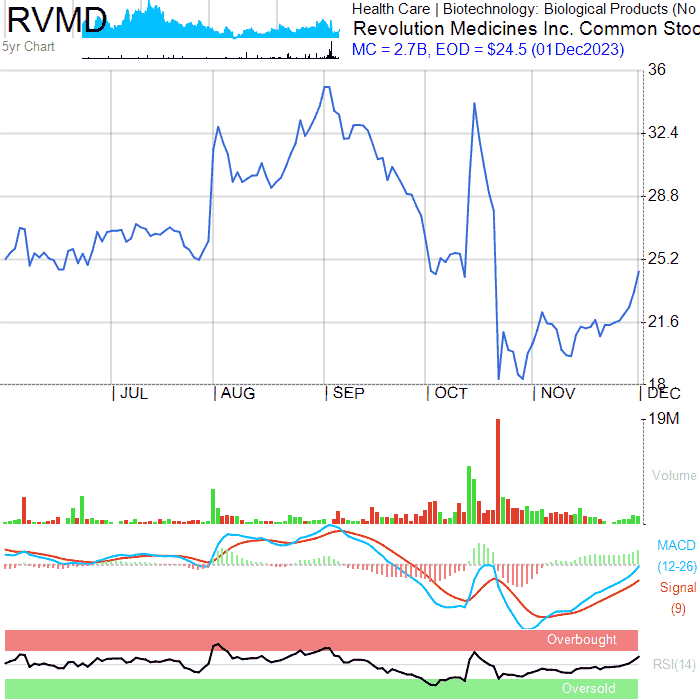 RVMD
5yr Chart
Health Care | Biotechnology: Biological Products (No
Revolution Medicines Inc. Common Stoc
MC = 2.7B, EOD = $24.5 (01Dec2023)
36
32.4
28.8
25.2
21.6
18
JUL
AUG
SEP
OCT
NOV
DEC
19M
Volume
MACD
(12-26)
Signal
(9)
Overbought
RSI(14)
Oversold